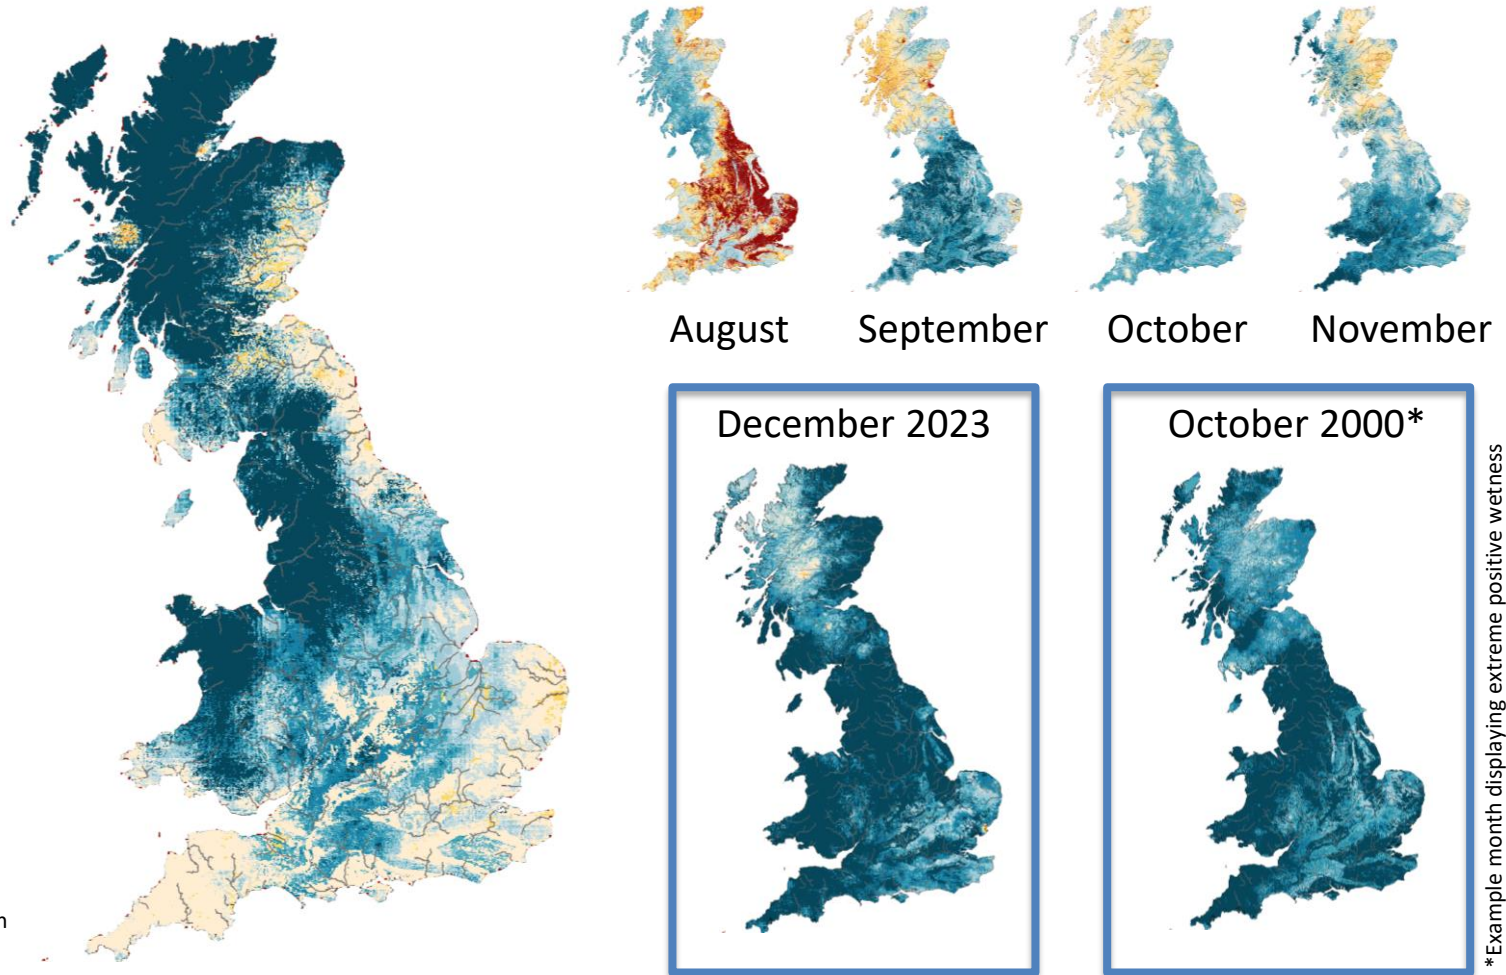 August
September
October
November
December 2023
October 2000*
*Example month displaying extreme positive wetness